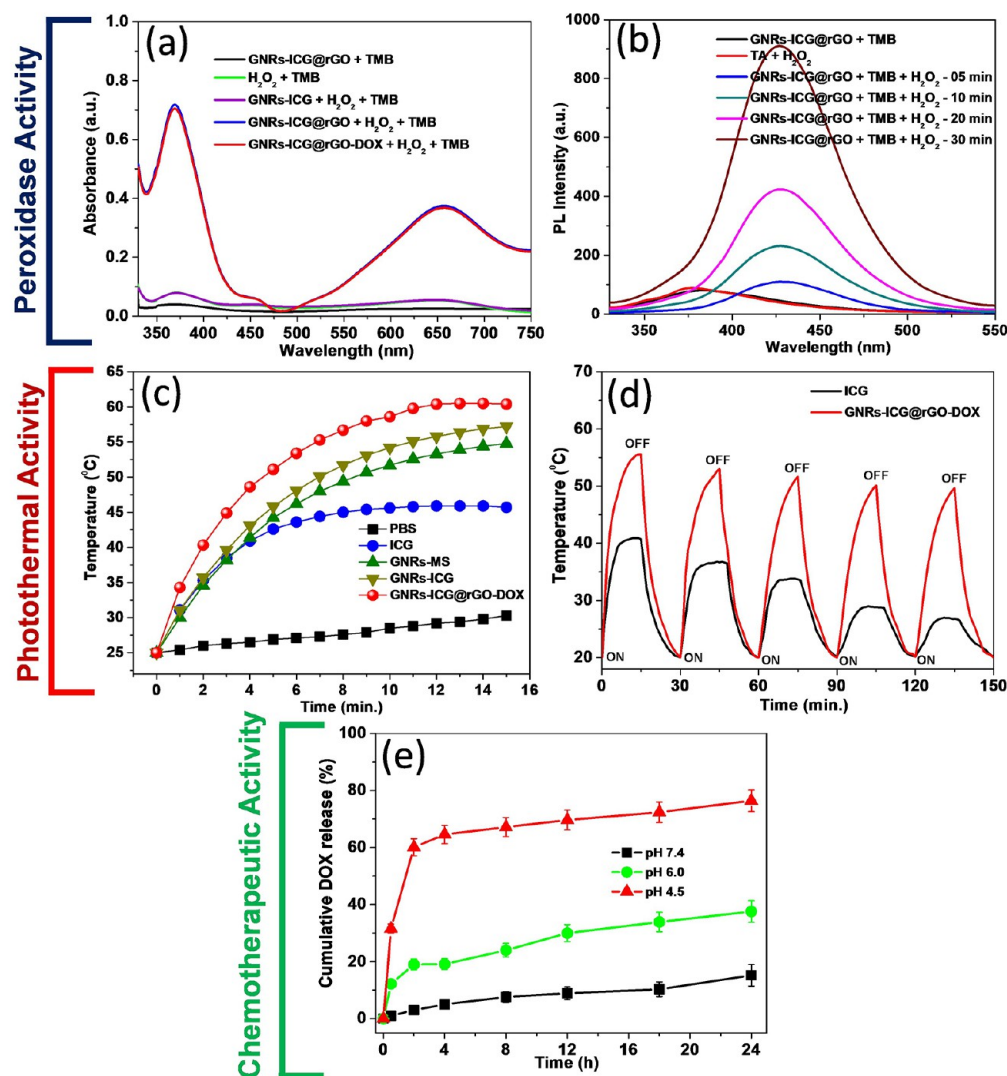 Peroxidase Activity
(a)
1.0
0.8
0.6
0.4
0.2
0.0
Absorbance (a.u.)
GNRs-ICG@rGO + TMB
H₂O₂ + TMB
GNRs-ICG + H₂O₂ + TMB
GNRs-ICG@rGO + H₂O₂ + TMB
GNRs-ICG@rGO-DOX + H₂O₂ + TMB
350 400 450 500 550 600 650 700 750
Wavelength (nm)
(b)
1000
800
600
400
200
0
PL Intensity (a.u.)
GNRs-ICG@rGO + TMB
TA + H₂O₂
GNRs-ICG@rGO + TMB + H₂O₂ - 05 min
GNRs-ICG@rGO + TMB + H₂O₂ - 10 min
GNRs-ICG@rGO + TMB + H₂O₂ - 20 min
GNRs-ICG@rGO + TMB + H₂O₂ - 30 min
350 400 450 500 550
Wavelength (nm)
Photothermal Activity
(c)
65
60
55
50
45
40
35
30
25
Temperature (⁰C)
PBS
ICG
GNRs-MS
GNRs-ICG
GNRs-ICG@rGO-DOX
0 2 4 6 8 10 12 14 16
Time (min.)
(d)
70
60
50
40
30
20
Temperature (⁰C)
ICG
GNRs-ICG@rGO-DOX
OFF OFF OFF OFF OFF
ON ON ON ON ON
0 30 60 90 120 150
Time (min.)
Chemotherapeutic Activity
(e)
100
80
60
40
20
0
Cumulative DOX release (%)
pH 7.4
pH 6.0
pH 4.5
0 4 8 12 16 20 24
Time (h)